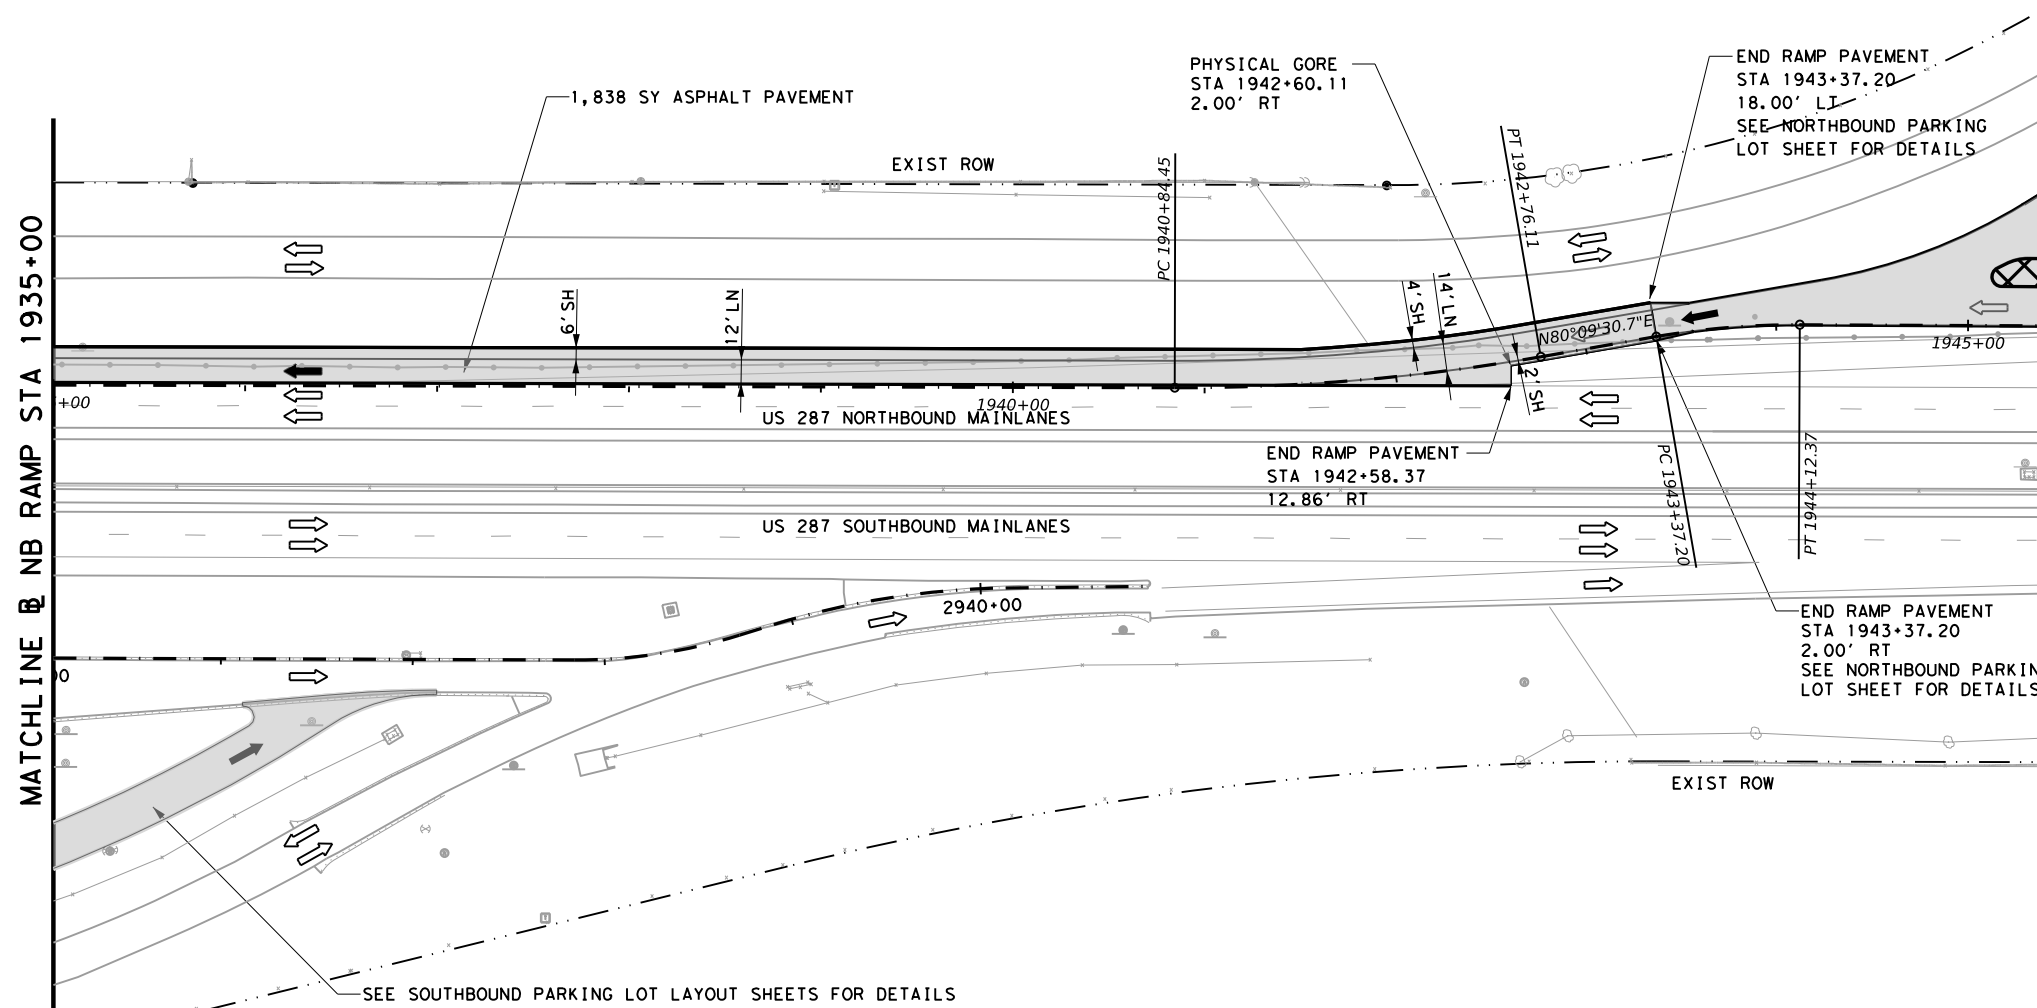 PHYSICAL GORE
STA 1942+60.11
2.00' RT
END RAMP PAVEMENT
STA 1943+37.20
18.00' LT
SEE NORTHBOUND PARKING
LOT SHEET FOR DETAILS
1,838 SY ASPHALT PAVEMENT
EXIST ROW
PC 1940+84.45
PT 1942+76.11
MATCHLINE ℄ NB RAMP STA 1935+00
6' SH
12' LN
4' SH
14' LN
N80°09'30.7"E
2' SH
1945+00
+00
1940+00
US 287 NORTHBOUND MAINLANES
END RAMP PAVEMENT
STA 1942+58.37
12.86' RT
PC 1943+37.20
PT 1944+12.37
US 287 SOUTHBOUND MAINLANES
2940+00
END RAMP PAVEMENT
STA 1943+37.20
2.00' RT
SEE NORTHBOUND PARKIN
LOT SHEET FOR DETAILS
00
EXIST ROW
SEE SOUTHBOUND PARKING LOT LAYOUT SHEETS FOR DETAILS